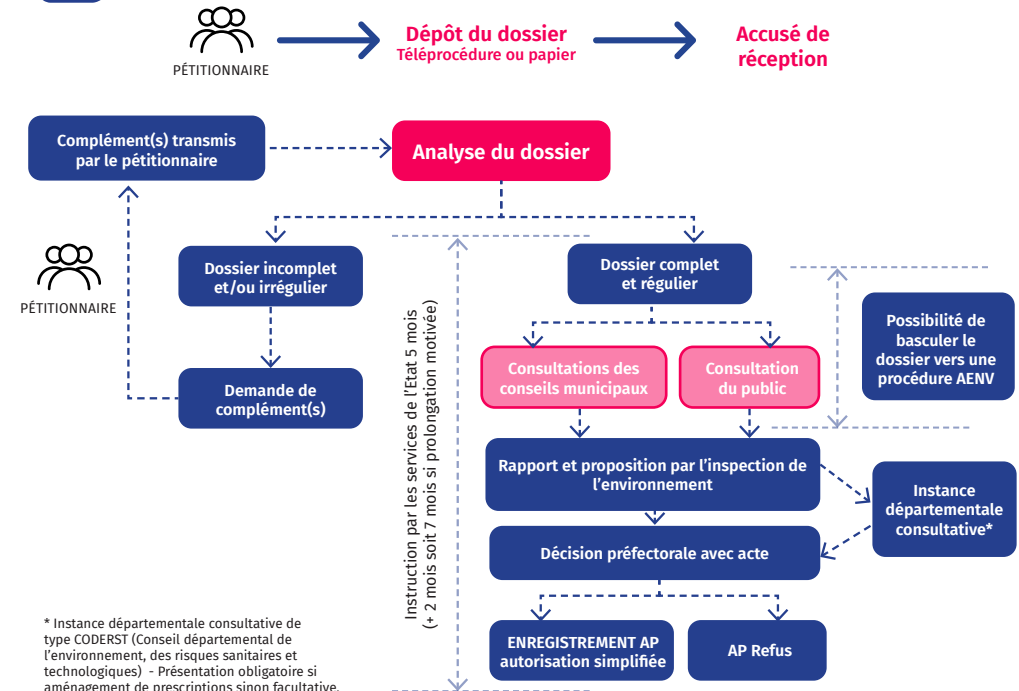 PÉTITIONNAIRE
Dépôt du dossier
Téléprocédure ou papier
Accusé de
réception
Complément(s) transmis
par le pétitionnaire
Analyse du dossier
PÉTITIONNAIRE
Dossier incomplet
et/ou irrégulier
Demande de
complément(s)
Instruction par les services de l'Etat 5 mois
(+ 2 mois soit 7 mois si prolongation motivée)
Dossier complet
et régulier
Possibilité de
basculer le
dossier vers une
procédure AENV
Consultations des
conseils municipaux
Consultation
du public
Rapport et proposition par l'inspection de
l'environnement
Instance
départementale
consultative*
Décision préfectorale avec acte
ENREGISTREMENT AP
autorisation simplifiée
AP Refus
* Instance départementale consultative de
type CODERST (Conseil départemental de
l'environnement, des risques sanitaires et
technologiques) - Présentation obligatoire si
aménagement de prescriptions sinon facultative.